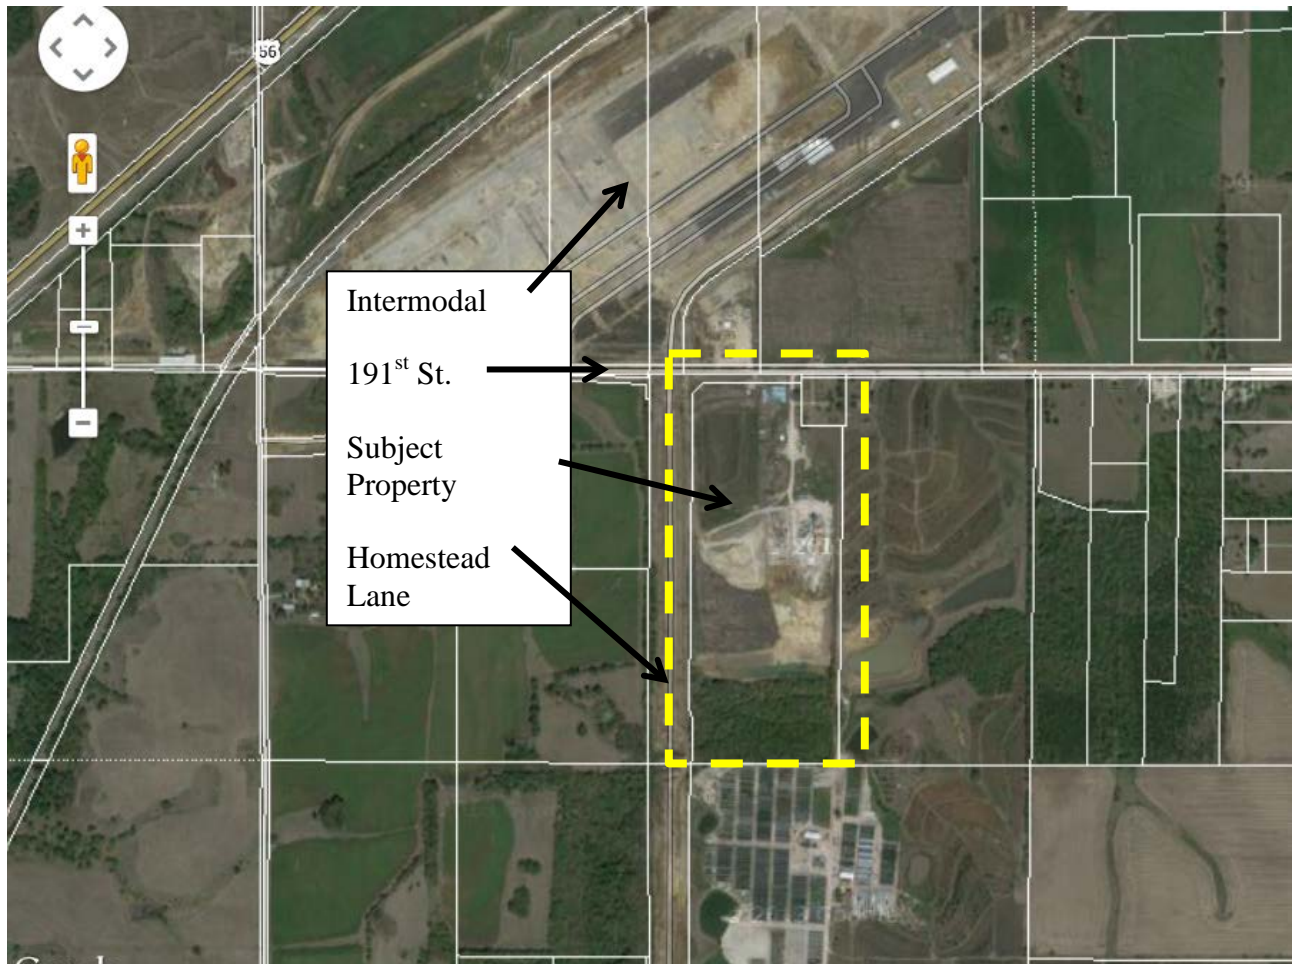 56
Intermodal
191st St.
Subject
Property
Homestead
Lane